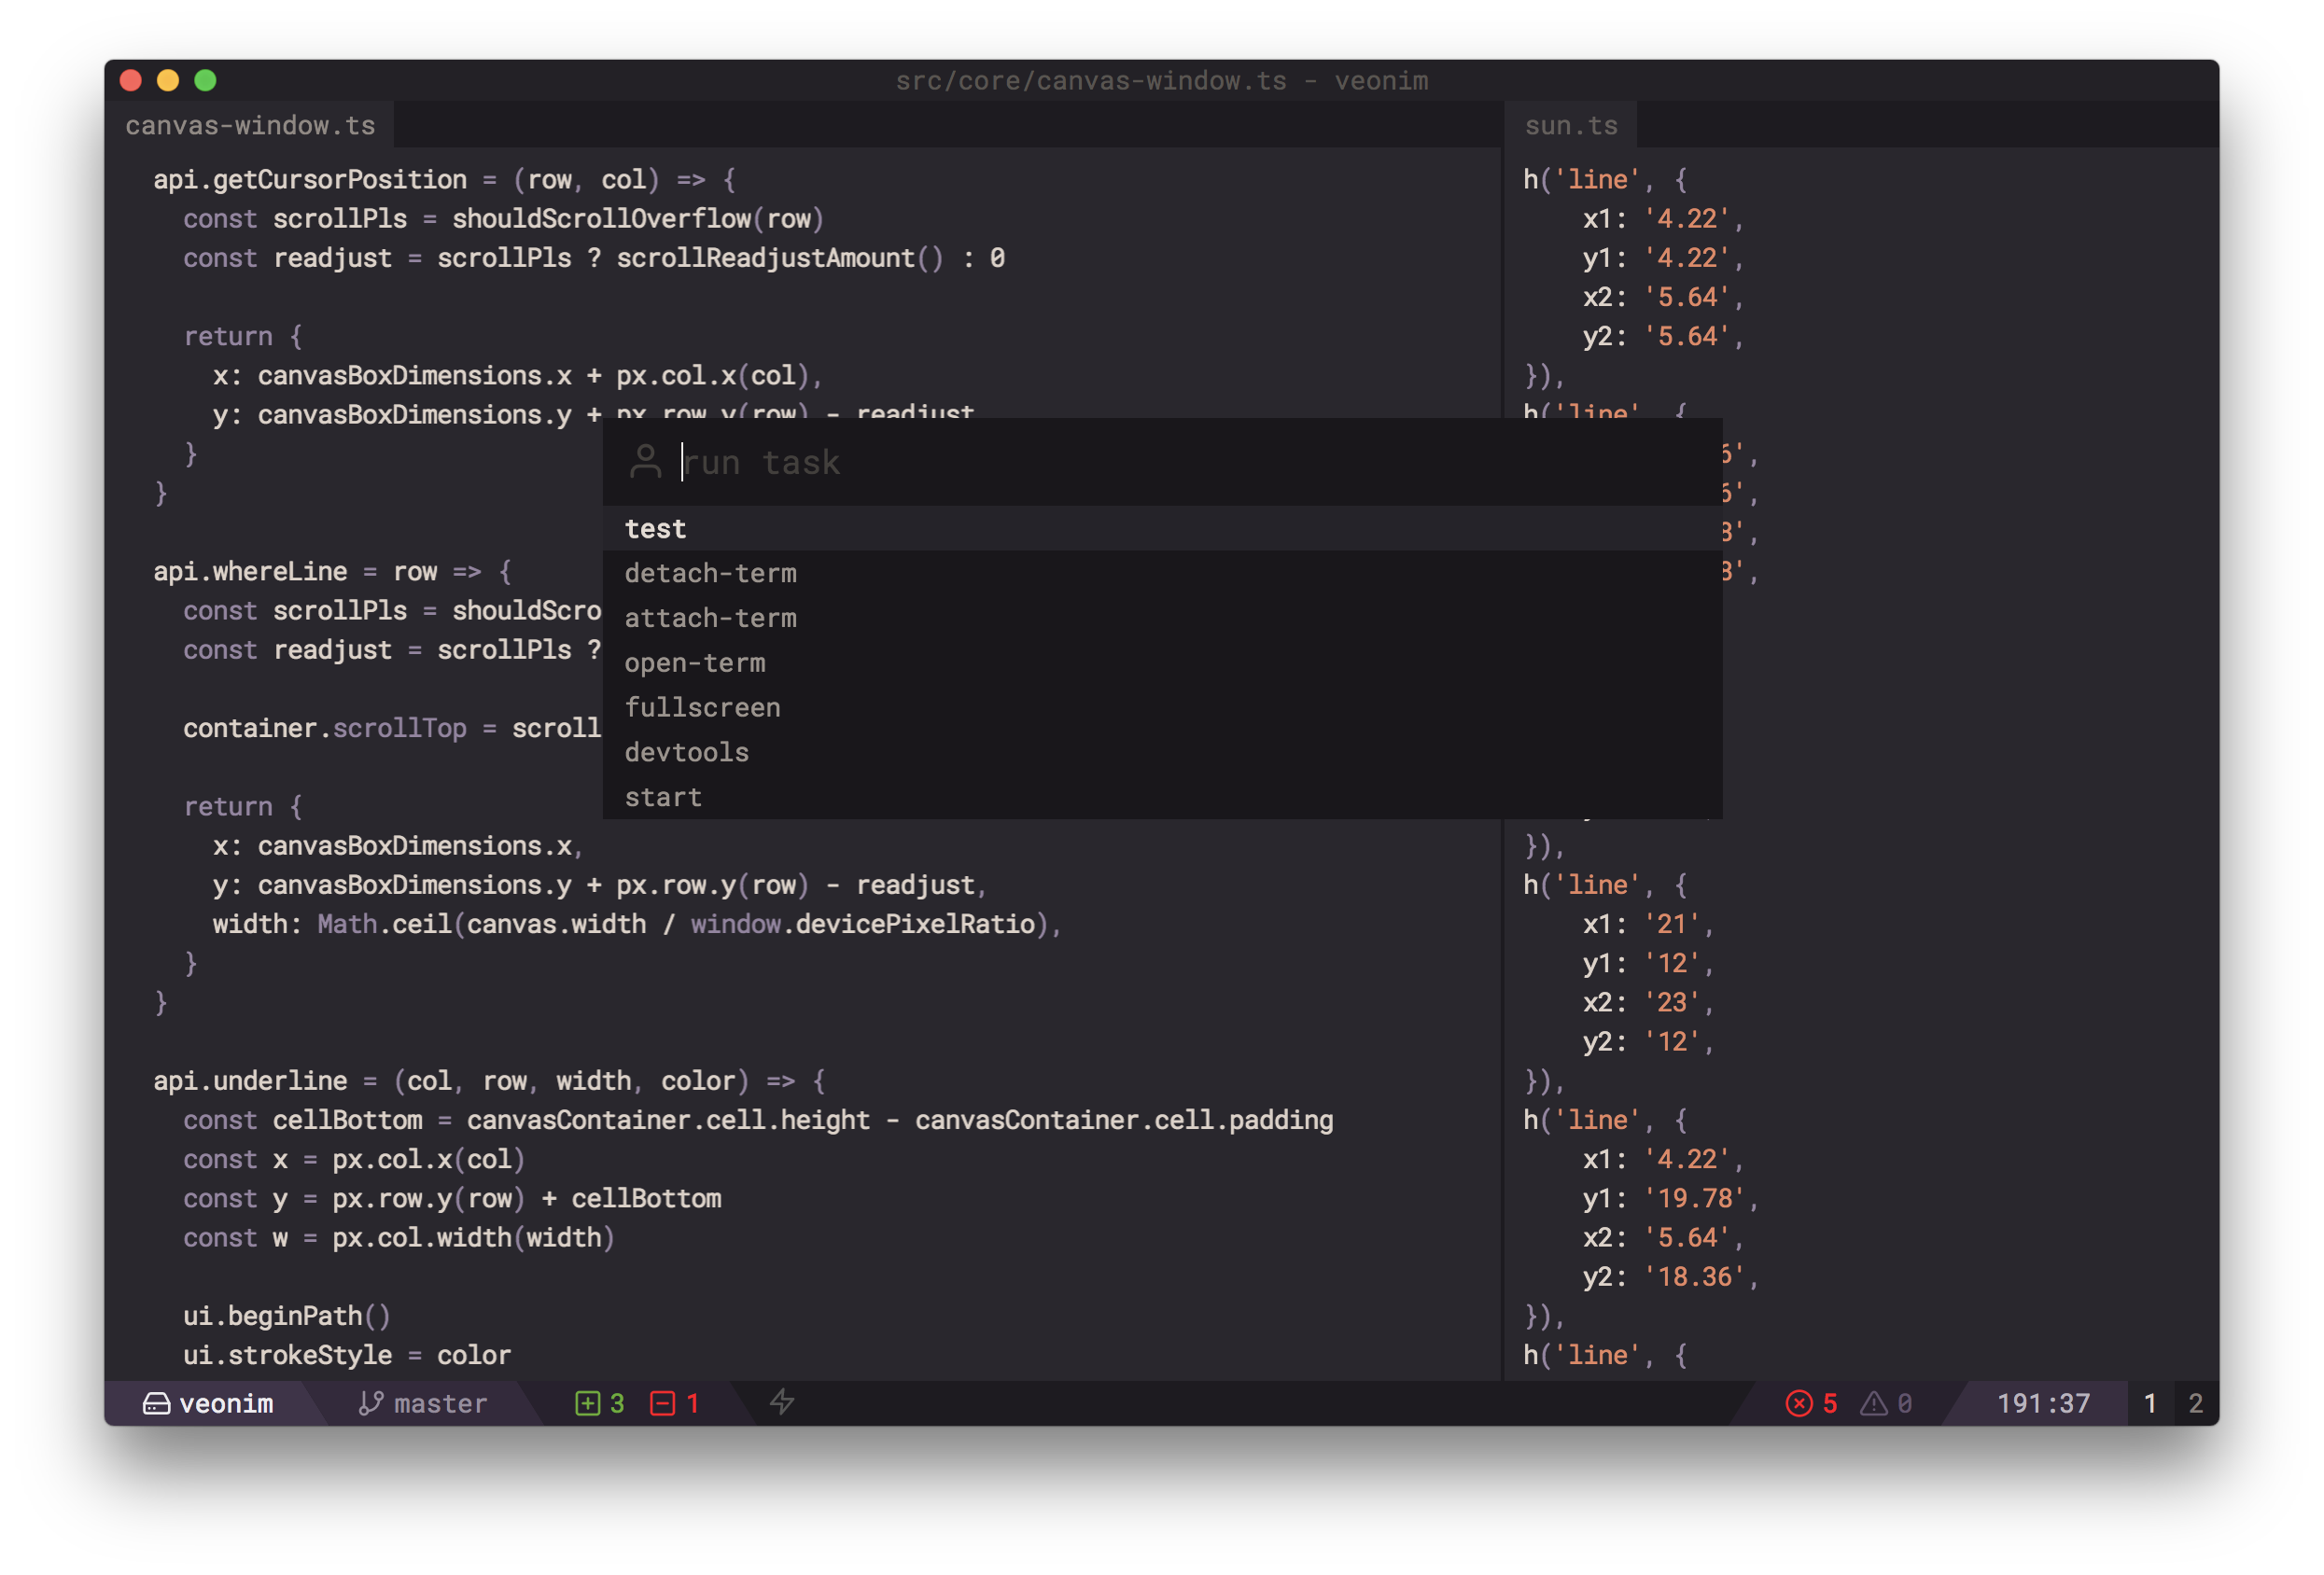 src/core/canvas-window.ts - veonim
canvas-window.ts
api.getCursorPosition = (row, col) => {
const scrollPls = shouldScrollOverflow(row)
const readjust = scrollPls ? scrollReadjustAmount() : 0
return {
x: canvasBoxDimensions.x + px.col.x(col),
y: canvasBoxDimensions.y + px.row.y(row) - readjust
}
}
api.whereLine = row => {
const scrollPls = shouldScro
const readjust = scrollPls ?
container.scrollTop = scroll
return {
x: canvasBoxDimensions.x,
y: canvasBoxDimensions.y + px.row.y(row) - readjust,
width: Math.ceil(canvas.width / window.devicePixelRatio),
}
}
api.underline = (col, row, width, color) => {
const cellBottom = canvasContainer.cell.height - canvasContainer.cell.padding
const x = px.col.x(col)
const y = px.row.y(row) + cellBottom
const w = px.col.width(width)
ui.beginPath()
ui.strokeStyle = color
run task
test
detach-term
attach-term
open-term
fullscreen
devtools
start
sun.ts
h('line', {
x1: '4.22',
y1: '4.22',
x2: '5.64',
y2: '5.64',
}),
h('line', {
6',
6',
8',
8',
}),
h('line', {
x1: '21',
y1: '12',
x2: '23',
y2: '12',
}),
h('line', {
x1: '4.22',
y1: '19.78',
x2: '5.64',
y2: '18.36',
}),
h('line', {
veonim master 3 1 5 0 191:37 1 2